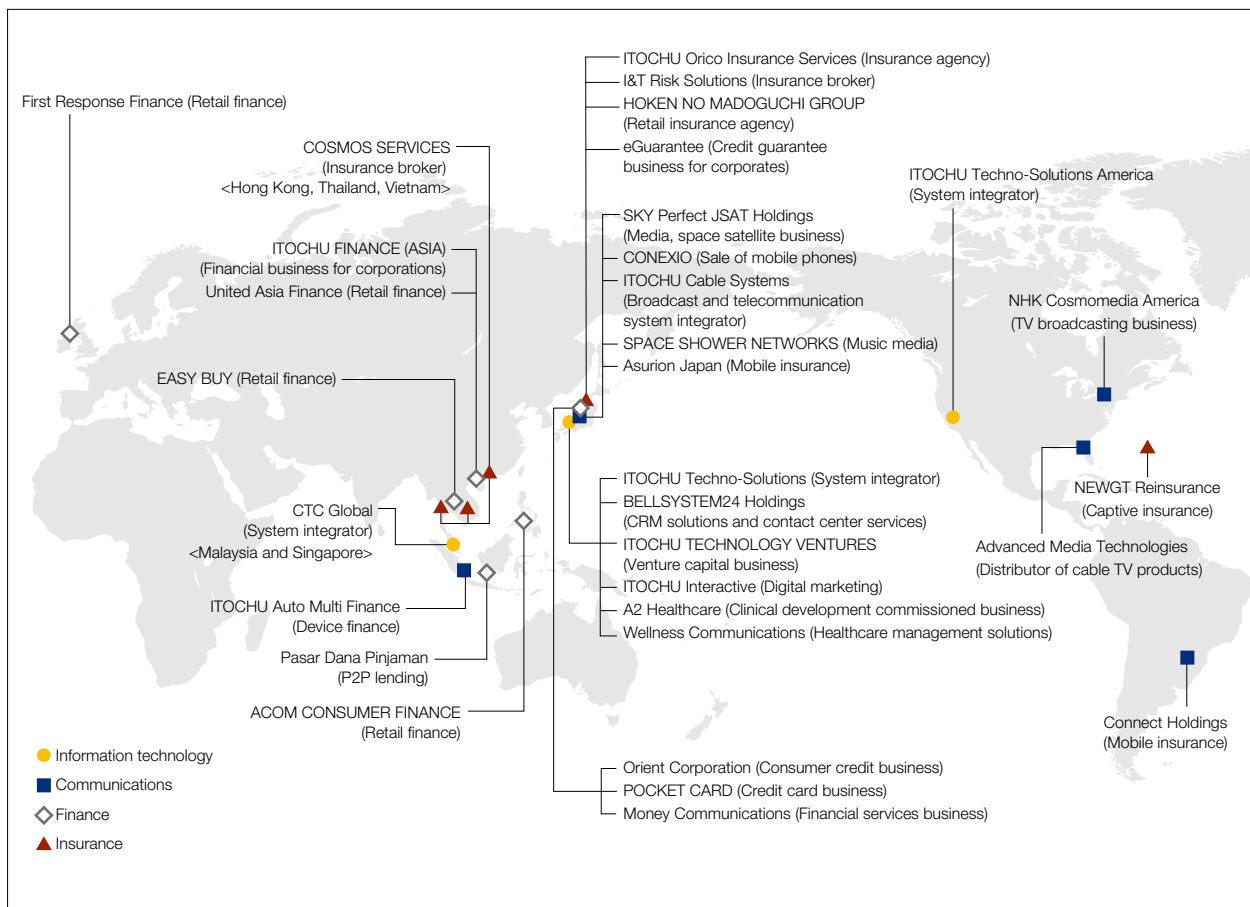 First Response Finance (Retail finance)
COSMOS SERVICES
(Insurance broker)
<Hong Kong, Thailand, Vietnam>
ITOCHU FINANCE (ASIA)
(Financial business for corporations)
United Asia Finance (Retail finance)
EASY BUY (Retail finance)
CTC Global
(System integrator)
<Malaysia and Singapore>
ITOCHU Auto Multi Finance
(Device finance)
Pasar Dana Pinjaman
(P2P lending)
ACOM CONSUMER FINANCE
(Retail finance)
ITOCHU Orico Insurance Services (Insurance agency)
I&T Risk Solutions (Insurance broker)
HOKEN NO MADOGUCHI GROUP
(Retail insurance agency)
eGuarantee (Credit guarantee
business for corporates)
SKY Perfect JSAT Holdings
(Media, space satellite business)
CONEXIO (Sale of mobile phones)
ITOCHU Cable Systems
(Broadcast and telecommunication
system integrator)
SPACE SHOWER NETWORKS (Music media)
Asurion Japan (Mobile insurance)
ITOCHU Techno-Solutions (System integrator)
BELLSYSTEM24 Holdings
(CRM solutions and contact center services)
ITOCHU TECHNOLOGY VENTURES
(Venture capital business)
ITOCHU Interactive (Digital marketing)
A2 Healthcare (Clinical development commissioned business)
Wellness Communications (Healthcare management solutions)
Orient Corporation (Consumer credit business)
POCKET CARD (Credit card business)
Money Communications (Financial services business)
ITOCHU Techno-Solutions America
(System integrator)
NHK Cosmomedia America
(TV broadcasting business)
NEWGT Reinsurance
(Captive insurance)
Advanced Media Technologies
(Distributor of cable TV products)
Connect Holdings
(Mobile insurance)
Information technology
Communications
Finance
Insurance